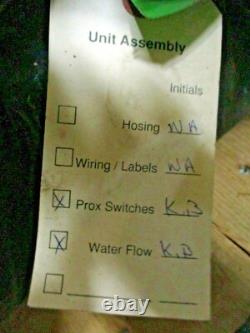 Unit Assembly
Initials
Hosing NA
Wiring / Labels NA
X Prox Switches K.B
X Water Flow K.B